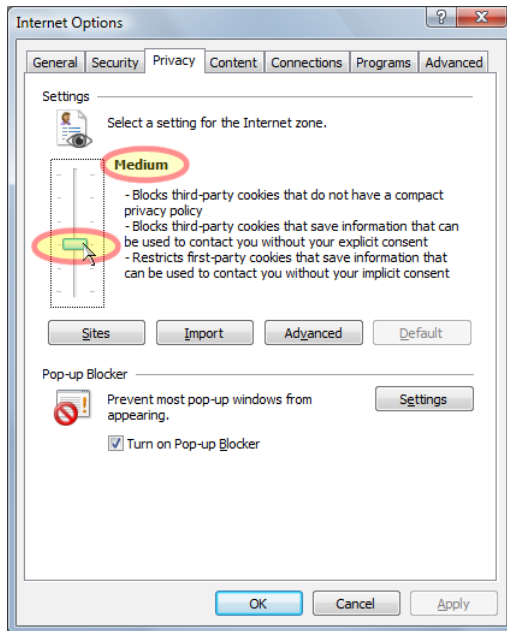 Internet Options
General Security Privacy Content Connections Programs Advanced
Settings
Select a setting for the Internet zone.
Medium
- Blocks third-party cookies that do not have a compact
privacy policy
- Blocks third-party cookies that save information that can
be used to contact you without your explicit consent
- Restricts first-party cookies that save information that
can be used to contact you without your implicit consent
Sites Import Advanced Default
Pop-up Blocker
Prevent most pop-up windows from
appearing.
Settings
Turn on Pop-up Blocker
OK Cancel Apply